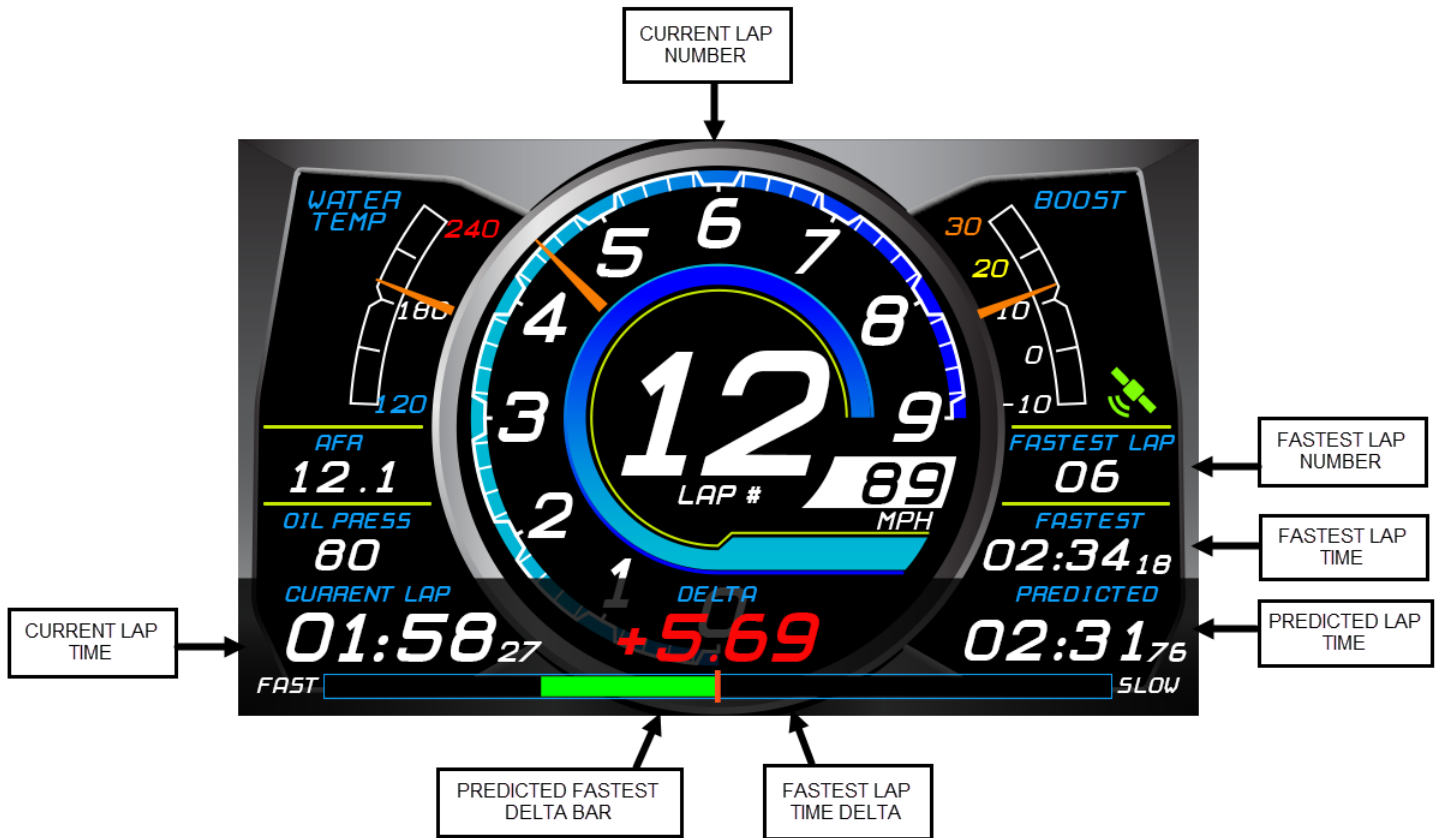 CURRENT LAP
NUMBER
WATER
TEMP
240
180
120
BOOST
30
20
10
0
-10
6
5
7
4
8
3
9
2
1
0
12
LAP #
89
MPH
AFR
12.1
OIL PRESS
80
FASTEST LAP
06
FASTEST
02:34 18
CURRENT LAP
01:58 27
DELTA
+5.69
PREDICTED
02:31 76
FAST
SLOW
FASTEST LAP
NUMBER
FASTEST LAP
TIME
PREDICTED LAP
TIME
CURRENT LAP
TIME
PREDICTED FASTEST
DELTA BAR
FASTEST LAP
TIME DELTA